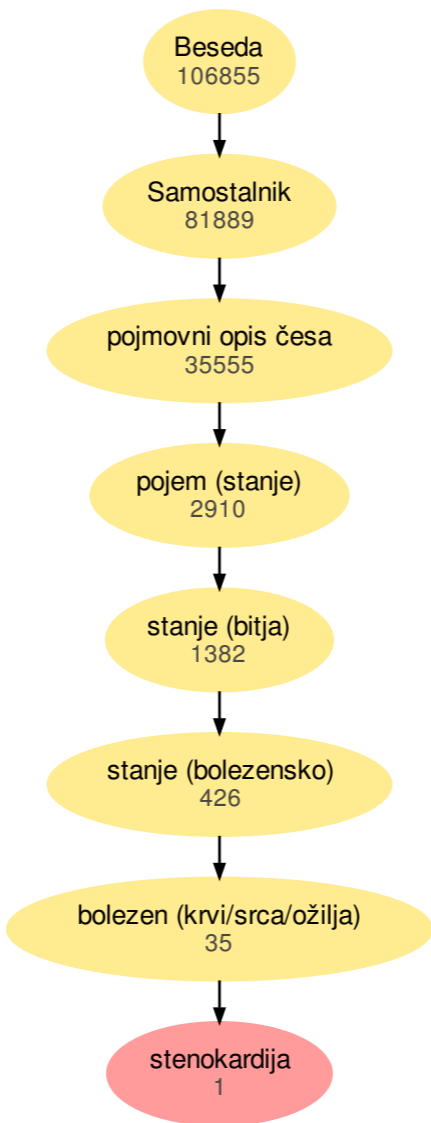 Beseda
106855
Samostalnik
81889
pojmovni opis česa
35555
pojem (stanje)
2910
stanje (bitja)
1382
stanje (bolezensko)
426
bolezen (krvi/srca/ožilja)
35
stenokardija
1